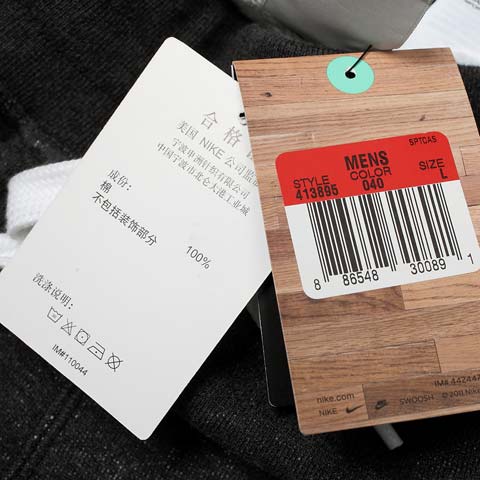 合格
美国 NIKE 公司监
宁波申洲针织有限公司
中国宁波市北仑大港工业城
成份:
棉
不包括装饰部分
100%
洗涤说明:
IM#110044
SPTCAS
MENS
STYLE COLOR SIZE
413895 040 L
8 86548 30089 1
IM#.442447
nike.com
NIKE SWOOSH © 2011 Nike